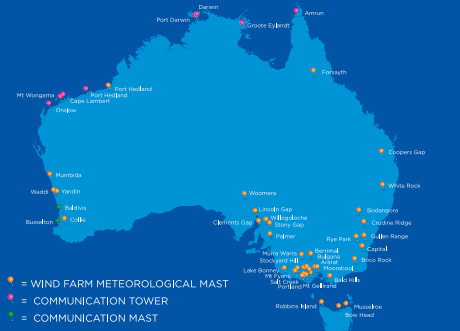 Darwin
Port Darwin
Groote Eylandt
Amrun
Forsayth
Port Hedland
Port Hedland
Mt Wongama
Cape Lambert
Onslow
Coopers Gap
Mumbida
White Rock
Waddi
Yandin
Woomera
Baldivis
Lincoln Gap
Bodangora
Busselton
Collie
Willogoloche
Clements Gap
Stony Gap
Crudine Ridge
Palmer
Rye Park
Gullen Range
Capital
Murra Warra
Berrimal
Bulgana
Boco Rock
Stockyard Hill
Ararat
Lake Bonney
Moorabool
Mt Fyans
Bald Hills
Salt Creek
Mt Gellibrand
Portland
Robbins Island
Musselroe
Bow Head
= WIND FARM METEOROLOGICAL MAST
= COMMUNICATION TOWER
= COMMUNICATION MAST